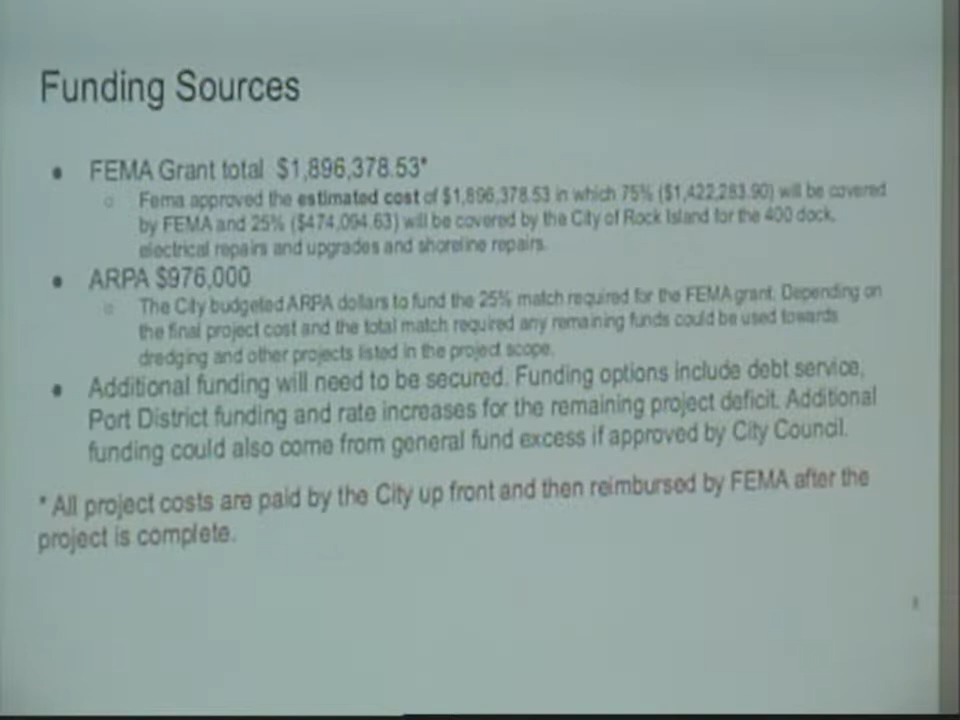 Funding Sources
● FEMA Grant total $1,896,378.53*
○ Fema approved the estimated cost of $1,896,378.53 in which 75% ($1,422,283.90) will be covered
by FEMA and 25% ($474,094.63) will be covered by the City of Rock Island for the 400 dock,
electrical repairs and upgrades and shoreline repairs.
● ARPA $976,000
○ The City budgeted ARPA dollars to fund the 25% match required for the FEMA grant. Depending on
the final project cost and the total match required any remaining funds could be used towards
dredging and other projects listed in the project scope.
● Additional funding will need to be secured. Funding options include debt service,
Port District funding and rate increases for the remaining project deficit. Additional
funding could also come from general fund excess if approved by City Council.
* All project costs are paid by the City up front and then reimbursed by FEMA after the
project is complete.